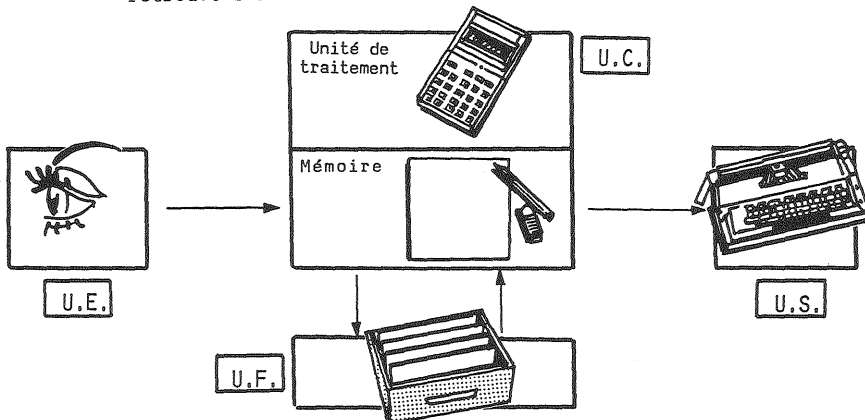 Unité de
traitement
U.C.
Mémoire
U.E.
U.S.
U.F.